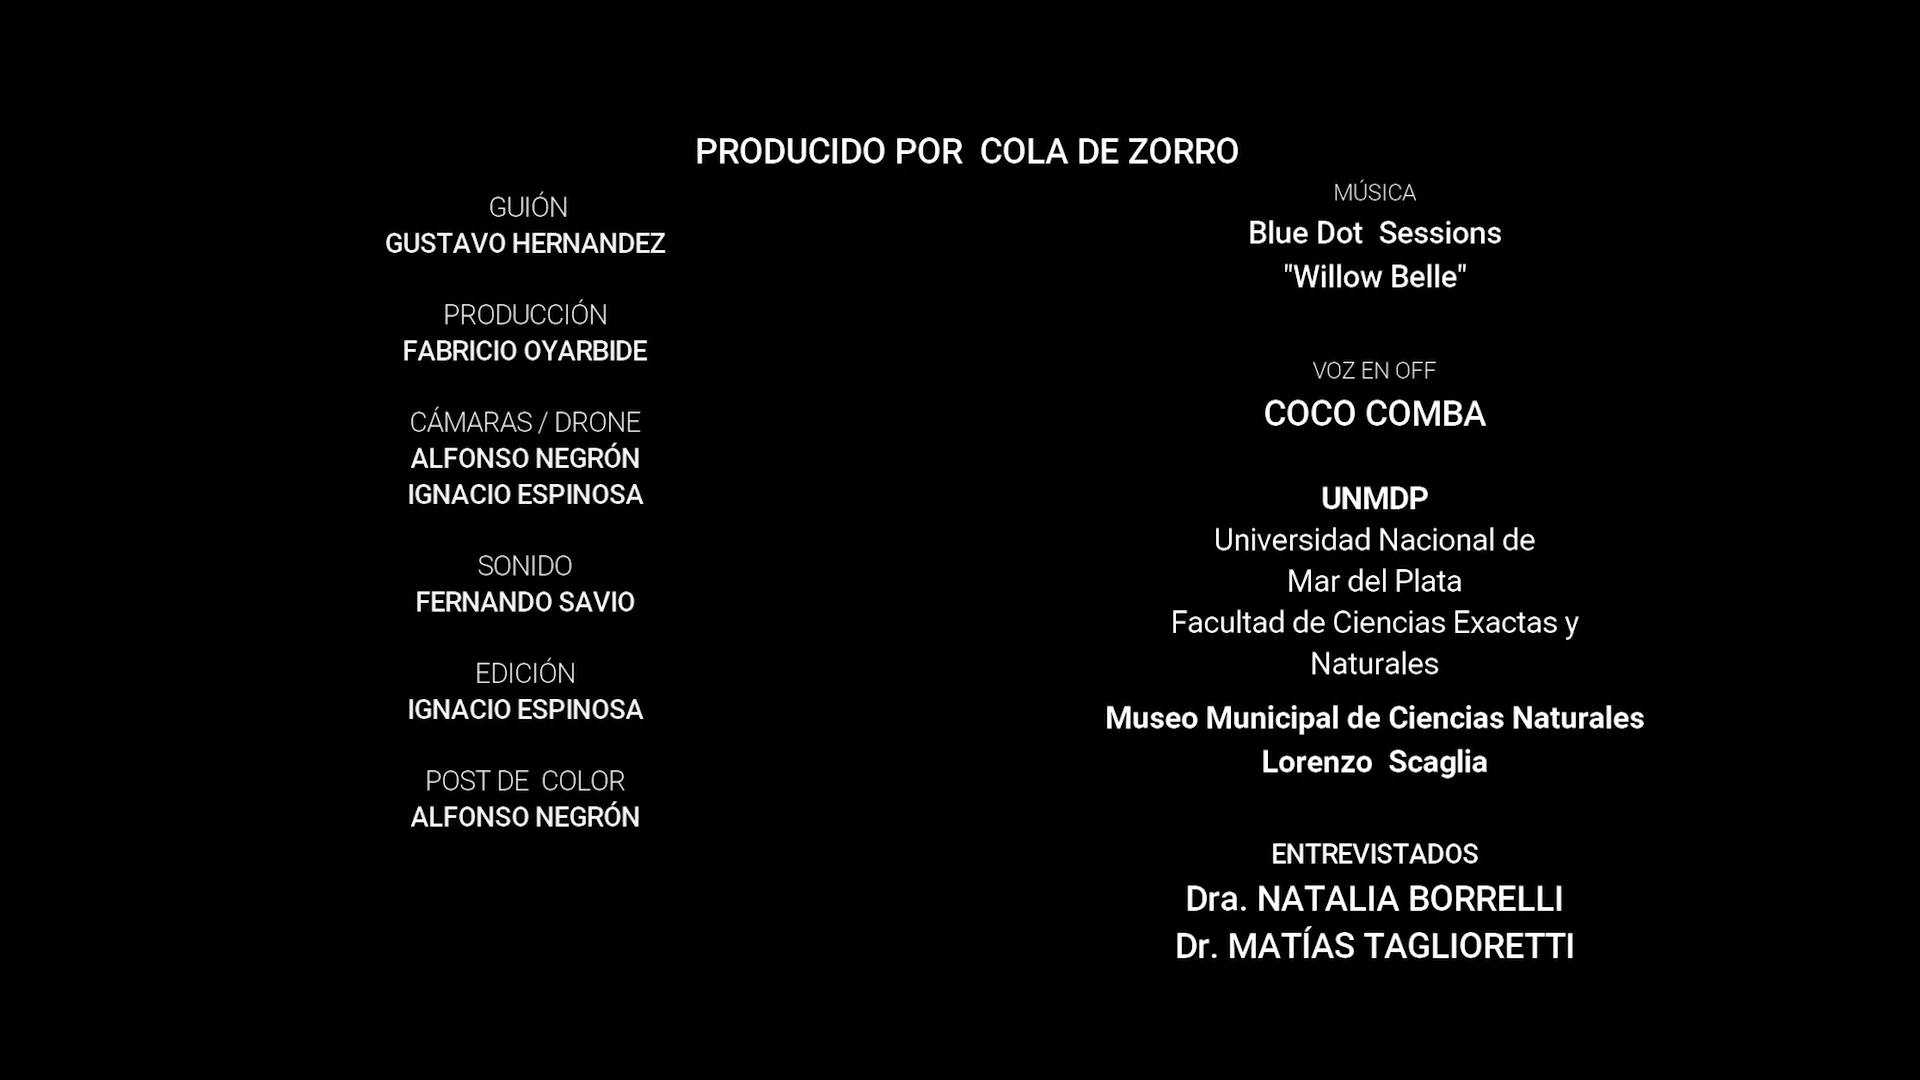 PRODUCIDO POR COLA DE ZORRO
GUIÓN
GUSTAVO HERNANDEZ
PRODUCCIÓN
FABRICIO OYARBIDE
CÁMARAS / DRONE
ALFONSO NEGRÓN
IGNACIO ESPINOSA
SONIDO
FERNANDO SAVIO
EDICIÓN
IGNACIO ESPINOSA
POST DE COLOR
ALFONSO NEGRÓN
MÚSICA
Blue Dot Sessions
"Willow Belle"
VOZ EN OFF
COCO COMBA
UNMDP
Universidad Nacional de
Mar del Plata
Facultad de Ciencias Exactas y
Naturales
Museo Municipal de Ciencias Naturales
Lorenzo Scaglia
ENTREVISTADOS
Dra. NATALIA BORRELLI
Dr. MATÍAS TAGLIORETTI